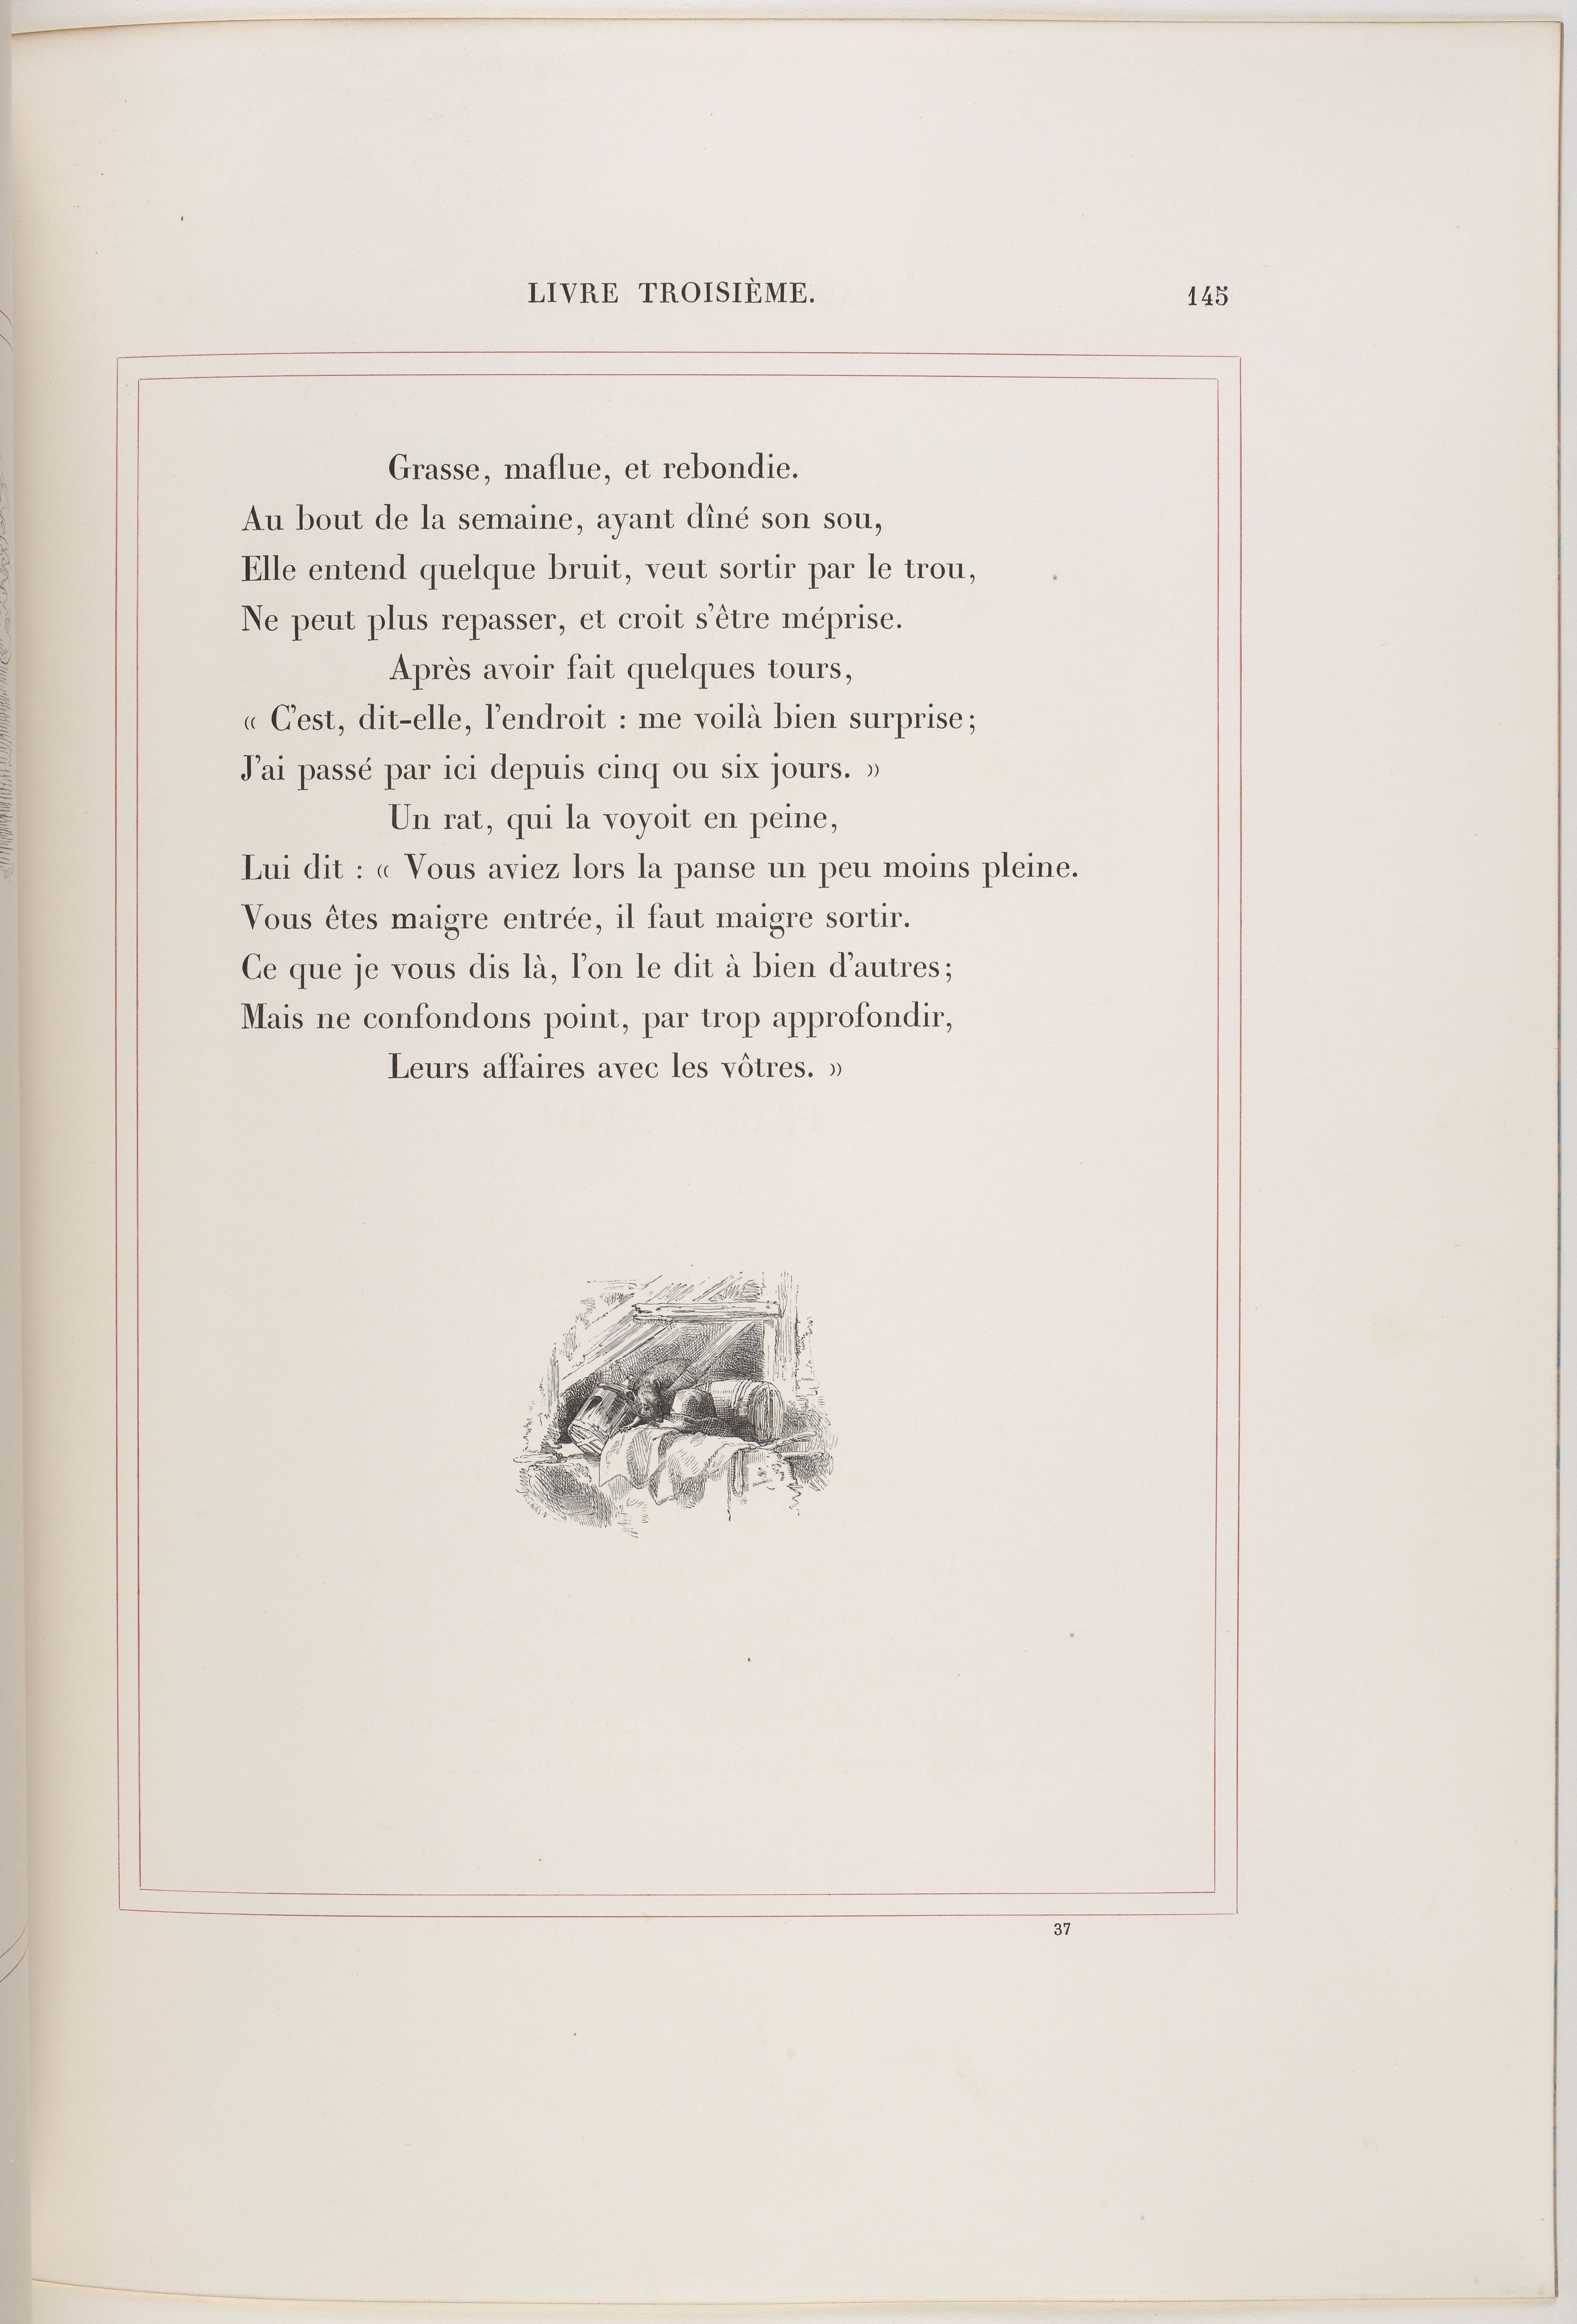 LIVRE TROISIÈME. 145
Grasse, maflue, et rebondie.
Au bout de la semaine, ayant dîné son sou,
Elle entend quelque bruit, veut sortir par le trou,
Ne peut plus repasser, et croit s'être méprise.
Après avoir fait quelques tours,
« C'est, dit-elle, l'endroit : me voilà bien surprise;
J'ai passé par ici depuis cinq ou six jours. »
Un rat, qui la voyoit en peine,
Lui dit : « Vous aviez lors la panse un peu moins pleine.
Vous êtes maigre entrée, il faut maigre sortir.
Ce que je vous dis là, l'on le dit à bien d'autres;
Mais ne confondons point, par trop approfondir,
Leurs affaires avec les vôtres. »
37